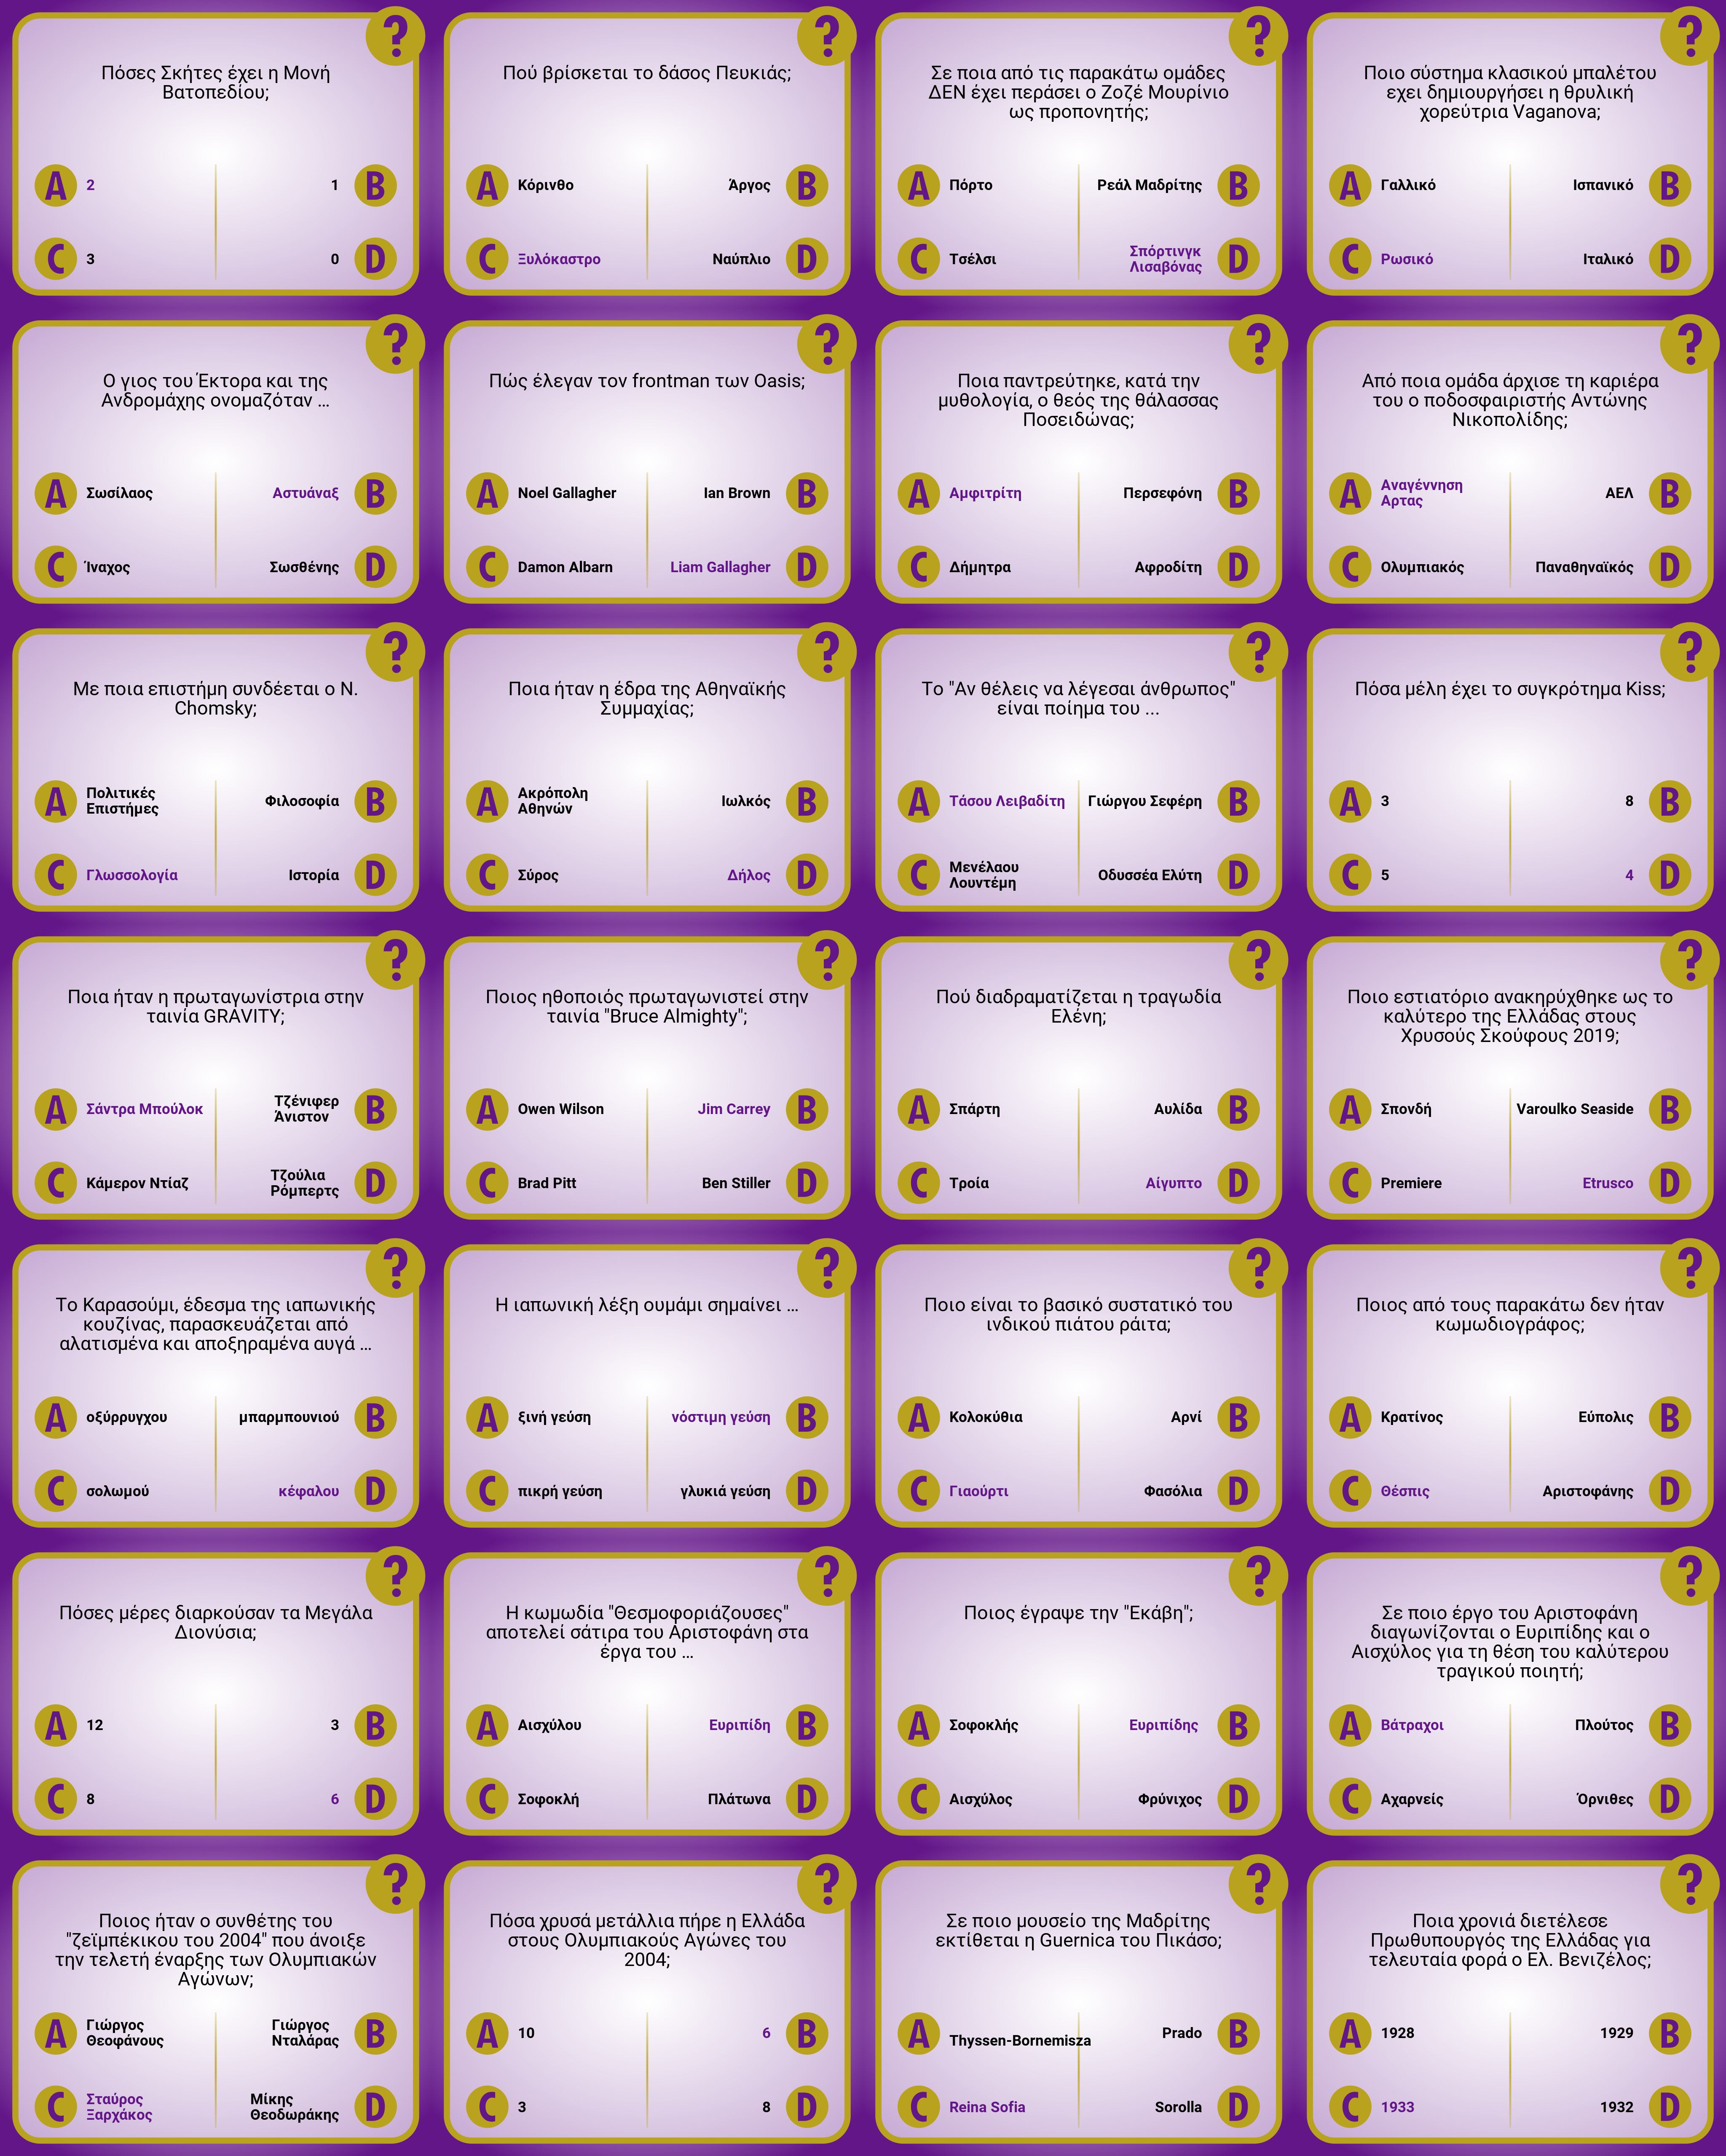 ?
Πόσες Σκήτες έχει η Μονή
Βατοπεδίου;
A 2
1 B
C 3
0 D
?
Πού βρίσκεται το δάσος Πευκιάς;
A Κόρινθο
Άργος B
C Ξυλόκαστρο
Ναύπλιο D
?
Σε ποια από τις παρακάτω ομάδες
ΔΕΝ έχει περάσει ο Ζοζέ Μουρίνιο
ως προπονητής;
A Πόρτο
Ρεάλ Μαδρίτης B
C Τσέλσι
Σπόρτινγκ
Λισαβόνας D
?
Ποιο σύστημα κλασικού μπαλέτου
εχει δημιουργήσει η θρυλική
χορεύτρια Vaganova;
A Γαλλικό
Ισπανικό B
C Ρωσικό
Ιταλικό D
?
Ο γιος του Έκτορα και της
Ανδρομάχης ονομαζόταν ...
A Σωσίλαος
Αστυάναξ B
C Ίναχος
Σωσθένης D
?
Πώς έλεγαν τον frontman των Oasis;
A Noel Gallagher
Ian Brown B
C Damon Albarn
Liam Gallagher D
?
Ποια παντρεύτηκε, κατά την
μυθολογία, ο θεός της θάλασσας
Ποσειδώνας;
A Αμφιτρίτη
Περσεφόνη B
C Δήμητρα
Αφροδίτη D
?
Από ποια ομάδα άρχισε τη καριέρα
του ο ποδοσφαιριστής Αντώνης
Νικοπολίδης;
A Αναγέννηση
Αρτας
ΑΕΛ B
C Ολυμπιακός
Παναθηναϊκός D
?
Με ποια επιστήμη συνδέεται ο N.
Chomsky;
A Πολιτικές
Επιστήμες
Φιλοσοφία B
C Γλωσσολογία
Ιστορία D
?
Ποια ήταν η έδρα της Αθηναϊκής
Συμμαχίας;
A Ακρόπολη
Αθηνών
Ιωλκός B
C Σύρος
Δήλος D
?
Το "Αν θέλεις να λέγεσαι άνθρωπος"
είναι ποίημα του ...
A Τάσου Λειβαδίτη
Γιώργου Σεφέρη B
C Μενέλαου
Λουντέμη
Οδυσσέα Ελύτη D
?
Πόσα μέλη έχει το συγκρότημα Kiss;
A 3
8 B
C 5
4 D
?
Ποια ήταν η πρωταγωνίστρια στην
ταινία GRAVITY;
A Σάντρα Μπούλοκ
Τζένιφερ
Άνιστον B
C Κάμερον Ντίαζ
Τζούλια
Ρόμπερτς D
?
Ποιος ηθοποιός πρωταγωνιστεί στην
ταινία "Bruce Almighty";
A Owen Wilson
Jim Carrey B
C Brad Pitt
Ben Stiller D
?
Πού διαδραματίζεται η τραγωδία
Ελένη;
A Σπάρτη
Αυλίδα B
C Τροία
Αίγυπτο D
?
Ποιο εστιατόριο ανακηρύχθηκε ως το
καλύτερο της Ελλάδας στους
Χρυσούς Σκούφους 2019;
A Σπονδή
Varoulko Seaside B
C Premiere
Etrusco D
?
Το Καρασούμι, έδεσμα της ιαπωνικής
κουζίνας, παρασκευάζεται από
αλατισμένα και αποξηραμένα αυγά ...
A οξύρρυγχου
μπαρμπουνιού B
C σολωμού
κέφαλου D
?
Η ιαπωνική λέξη ουμάμι σημαίνει ...
A ξινή γεύση
νόστιμη γεύση B
C πικρή γεύση
γλυκιά γεύση D
?
Ποιο είναι το βασικό συστατικό του
ινδικού πιάτου ράιτα;
A Κολοκύθια
Αρνί B
C Γιαούρτι
Φασόλια D
?
Ποιος από τους παρακάτω δεν ήταν
κωμωδιογράφος;
A Κρατίνος
Εύπολις B
C Θέσπις
Αριστοφάνης D
?
Πόσες μέρες διαρκούσαν τα Μεγάλα
Διονύσια;
A 12
3 B
C 8
6 D
?
Η κωμωδία "Θεσμοφοριάζουσες"
αποτελεί σάτιρα του Αριστοφάνη στα
έργα του ...
A Αισχύλου
Ευριπίδη B
C Σοφοκλή
Πλάτωνα D
?
Ποιος έγραψε την "Εκάβη";
A Σοφοκλής
Ευριπίδης B
C Αισχύλος
Φρύνιχος D
?
Σε ποιο έργο του Αριστοφάνη
διαγωνίζονται ο Ευριπίδης και ο
Αισχύλος για τη θέση του καλύτερου
τραγικού ποιητή;
A Βάτραχοι
Πλούτος B
C Αχαρνείς
Όρνιθες D
?
Ποιος ήταν ο συνθέτης του
"ζεϊμπέκικου του 2004" που άνοιξε
την τελετή έναρξης των Ολυμπιακών
Αγώνων;
A Γιώργος
Θεοφάνους
Γιώργος
Νταλάρας B
C Σταύρος
Ξαρχάκος
Μίκης
Θεοδωράκης D
?
Πόσα χρυσά μετάλλια πήρε η Ελλάδα
στους Ολυμπιακούς Αγώνες του
2004;
A 10
6 B
C 3
8 D
?
Σε ποιο μουσείο της Μαδρίτης
εκτίθεται η Guernica του Πικάσο;
A Thyssen-Bornemisza
Prado B
C Reina Sofia
Sorolla D
?
Ποια χρονιά διετέλεσε
Πρωθυπουργός της Ελλάδας για
τελευταία φορά ο Ελ. Βενιζέλος;
A 1928
1929 B
C 1933
1932 D